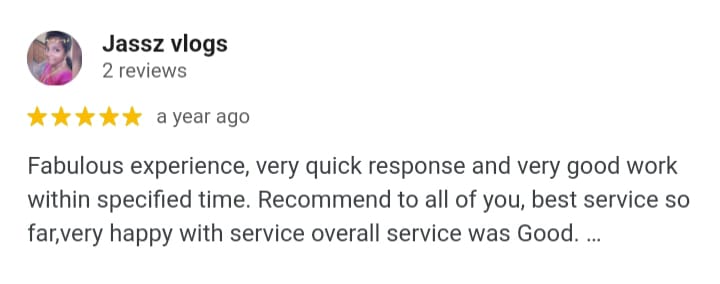 Jassz vlogs
2 reviews
a year ago
Fabulous experience, very quick response and very good work
within specified time. Recommend to all of you, best service so
far,very happy with service overall service was Good. ...